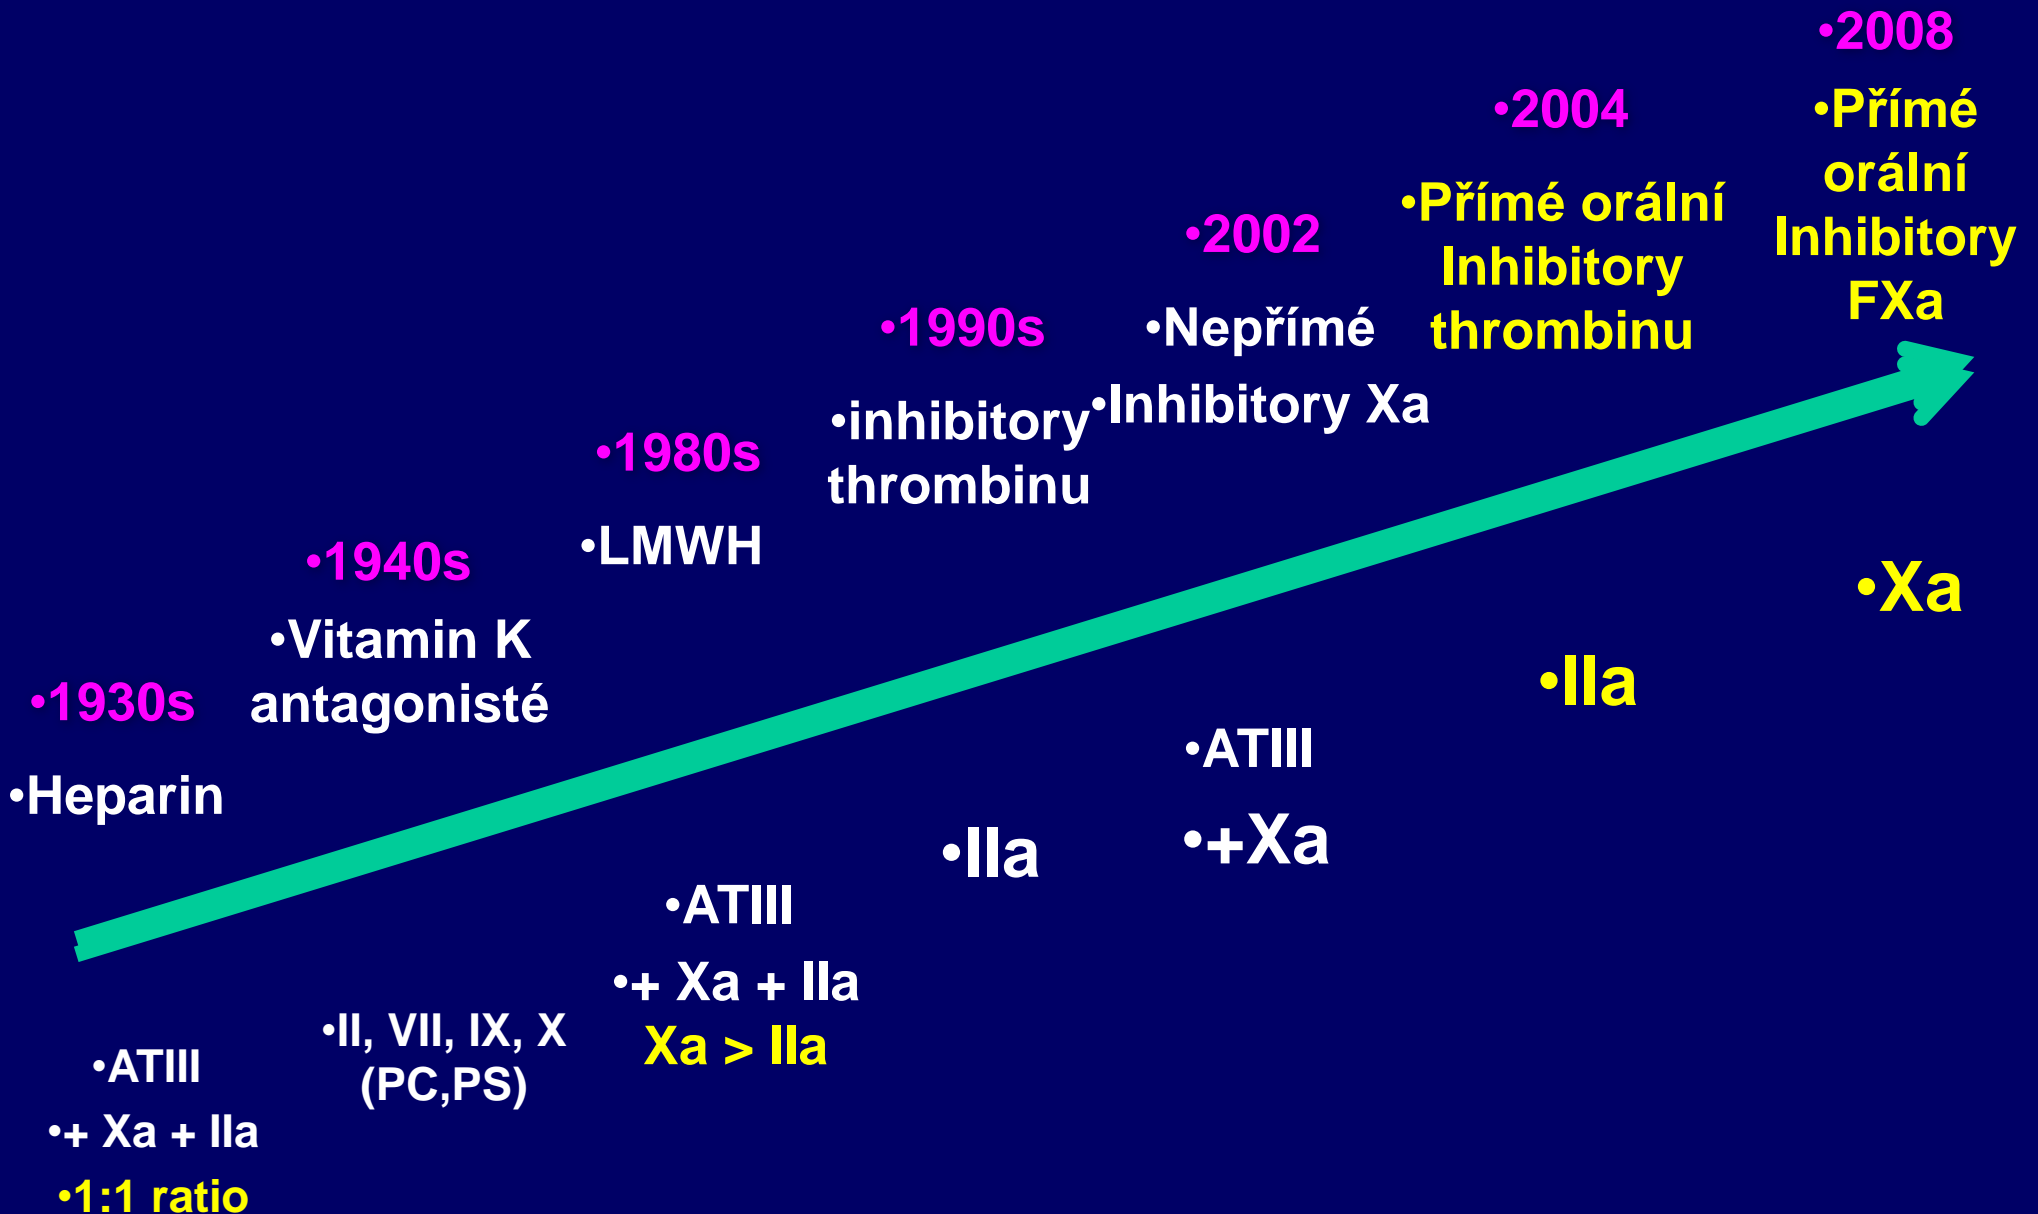 •1930s
•Heparin
•1940s
•Vitamin K
antagonisté
•1980s
•LMWH
•1990s
•inhibitory
thrombinu
•2002
•Nepřímé
•Inhibitory Xa
•2004
•Přímé orální
Inhibitory
thrombinu
•2008
•Přímé
orální
Inhibitory
FXa
•ATIII
•+ Xa + IIa
•1:1 ratio
•II, VII, IX, X
(PC,PS)
•ATIII
•+ Xa + IIa
Xa > IIa
•IIa
•ATIII
•+Xa
•IIa
•Xa